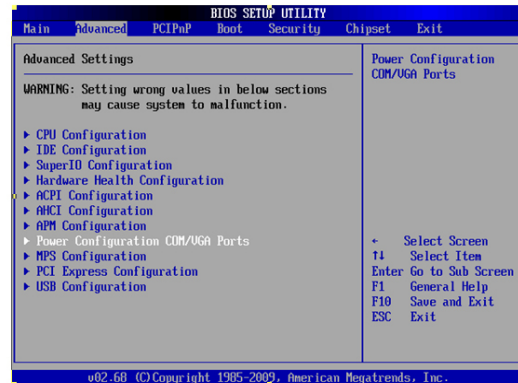 BIOS SETUP UTILITY
Main Advanced PCIPnP Boot Security Chipset Exit
Advanced Settings
WARNING: Setting wrong values in below sections
may cause system to malfunction.
CPU Configuration
IDE Configuration
SuperIO Configuration
Hardware Health Configuration
ACPI Configuration
AHCI Configuration
APM Configuration
Power Configuration COM/VGA Ports
MPS Configuration
PCI Express Configuration
USB Configuration
Power Configuration
COM/VGA Ports
← Select Screen
↑↓ Select Item
Enter Go to Sub Screen
F1 General Help
F10 Save and Exit
ESC Exit
v02.68 (C)Copyright 1985-2009, American Megatrends, Inc.